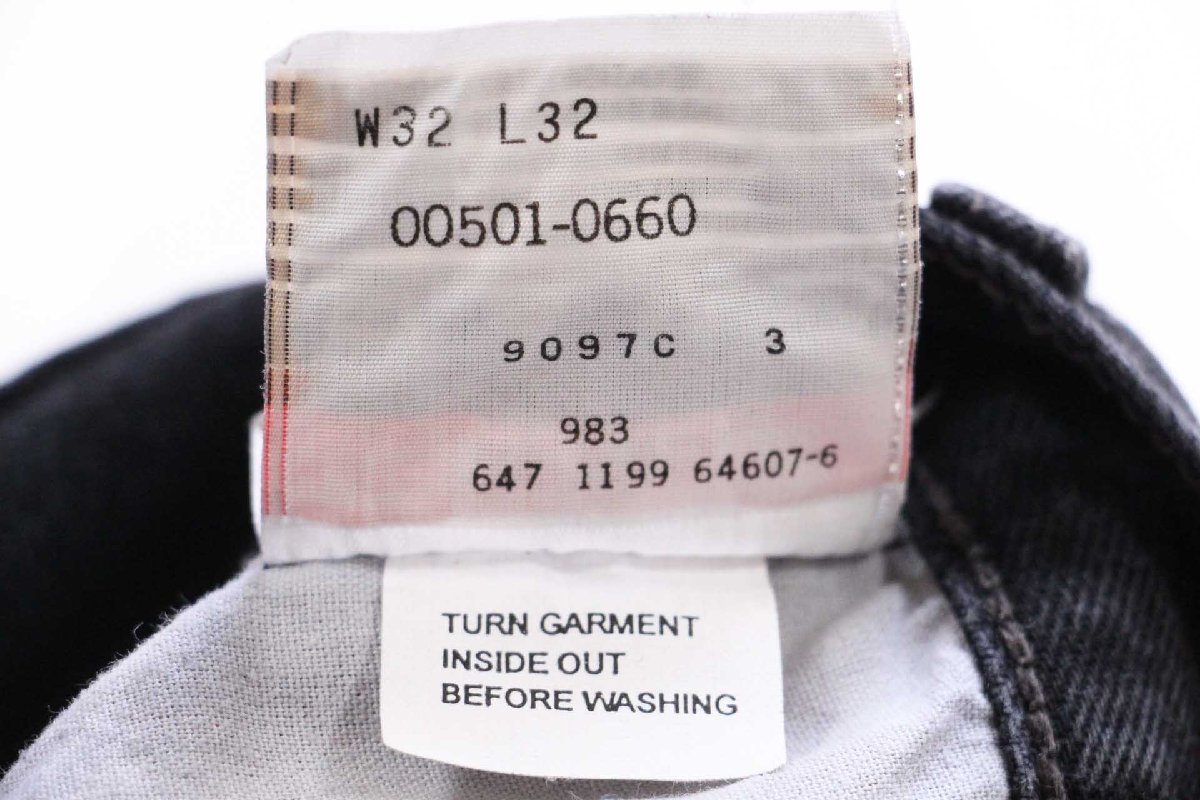 W32 L32
00501-0660
9097C 3
983
647 1199 64607-6
TURN GARMENT
INSIDE OUT
BEFORE WASHING